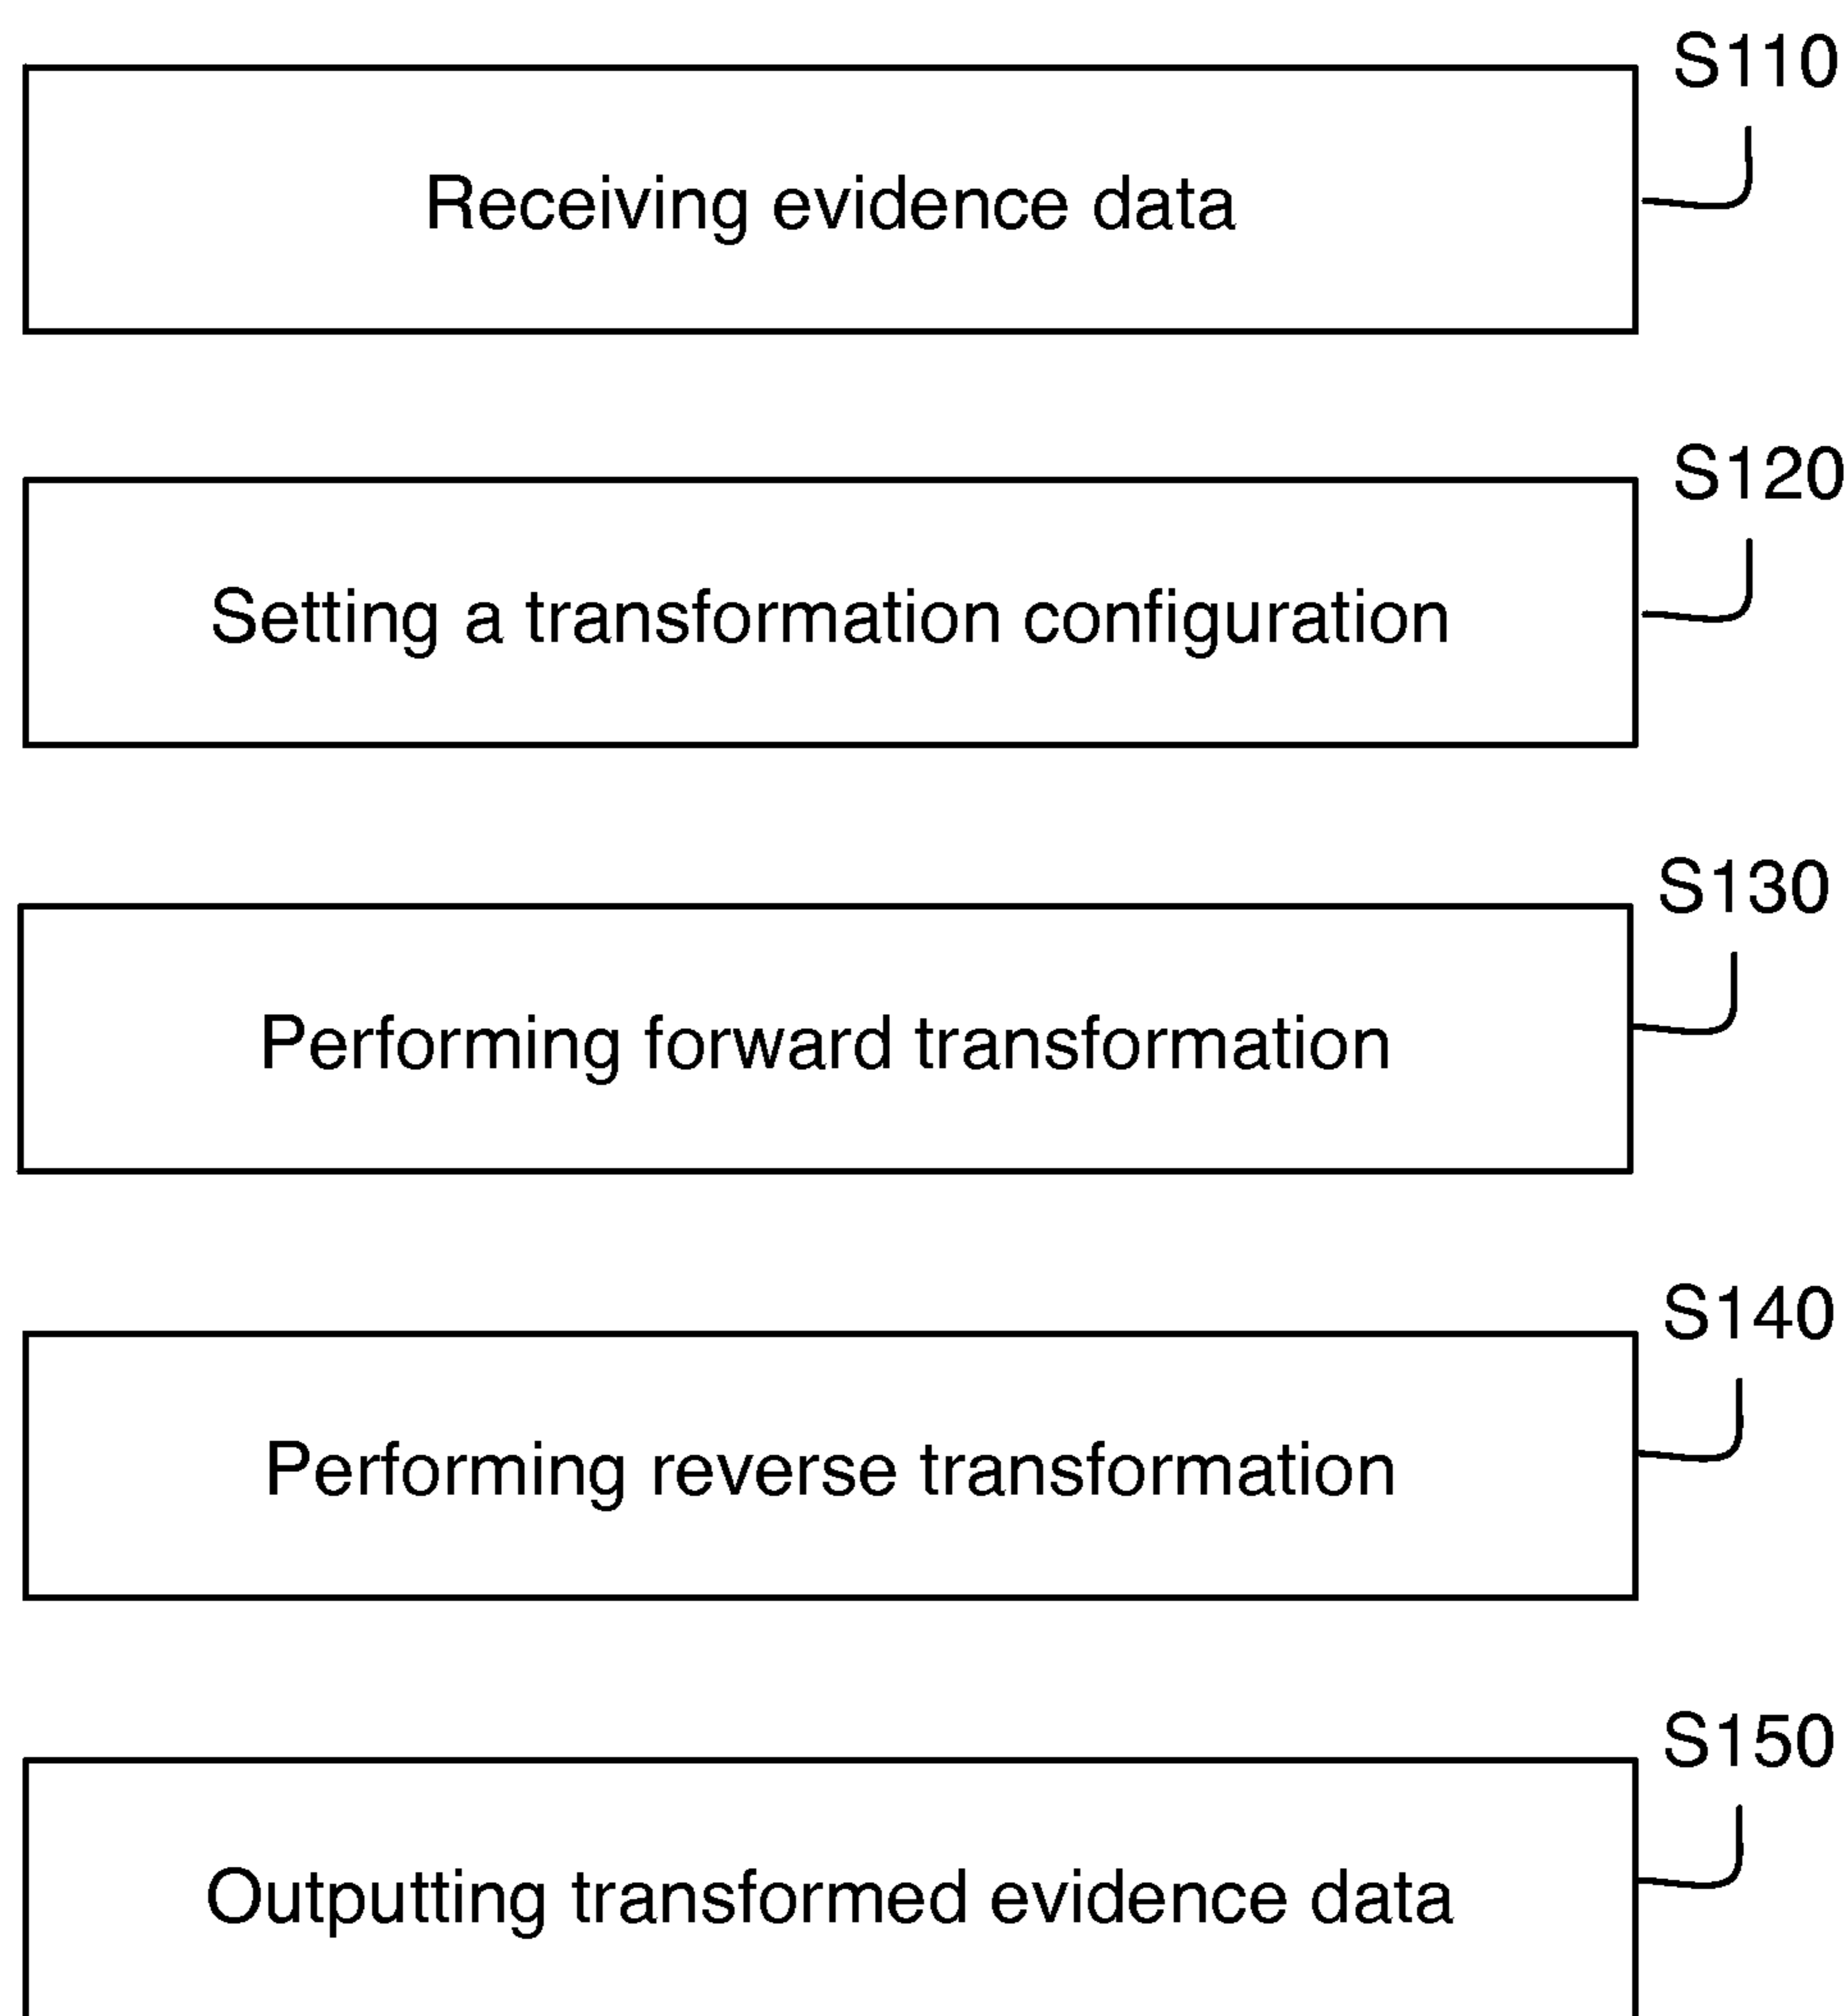 S110
Receiving evidence data
S120
Setting a transformation configuration
S130
Performing forward transformation
S140
Performing reverse transformation
S150
Outputting transformed evidence data